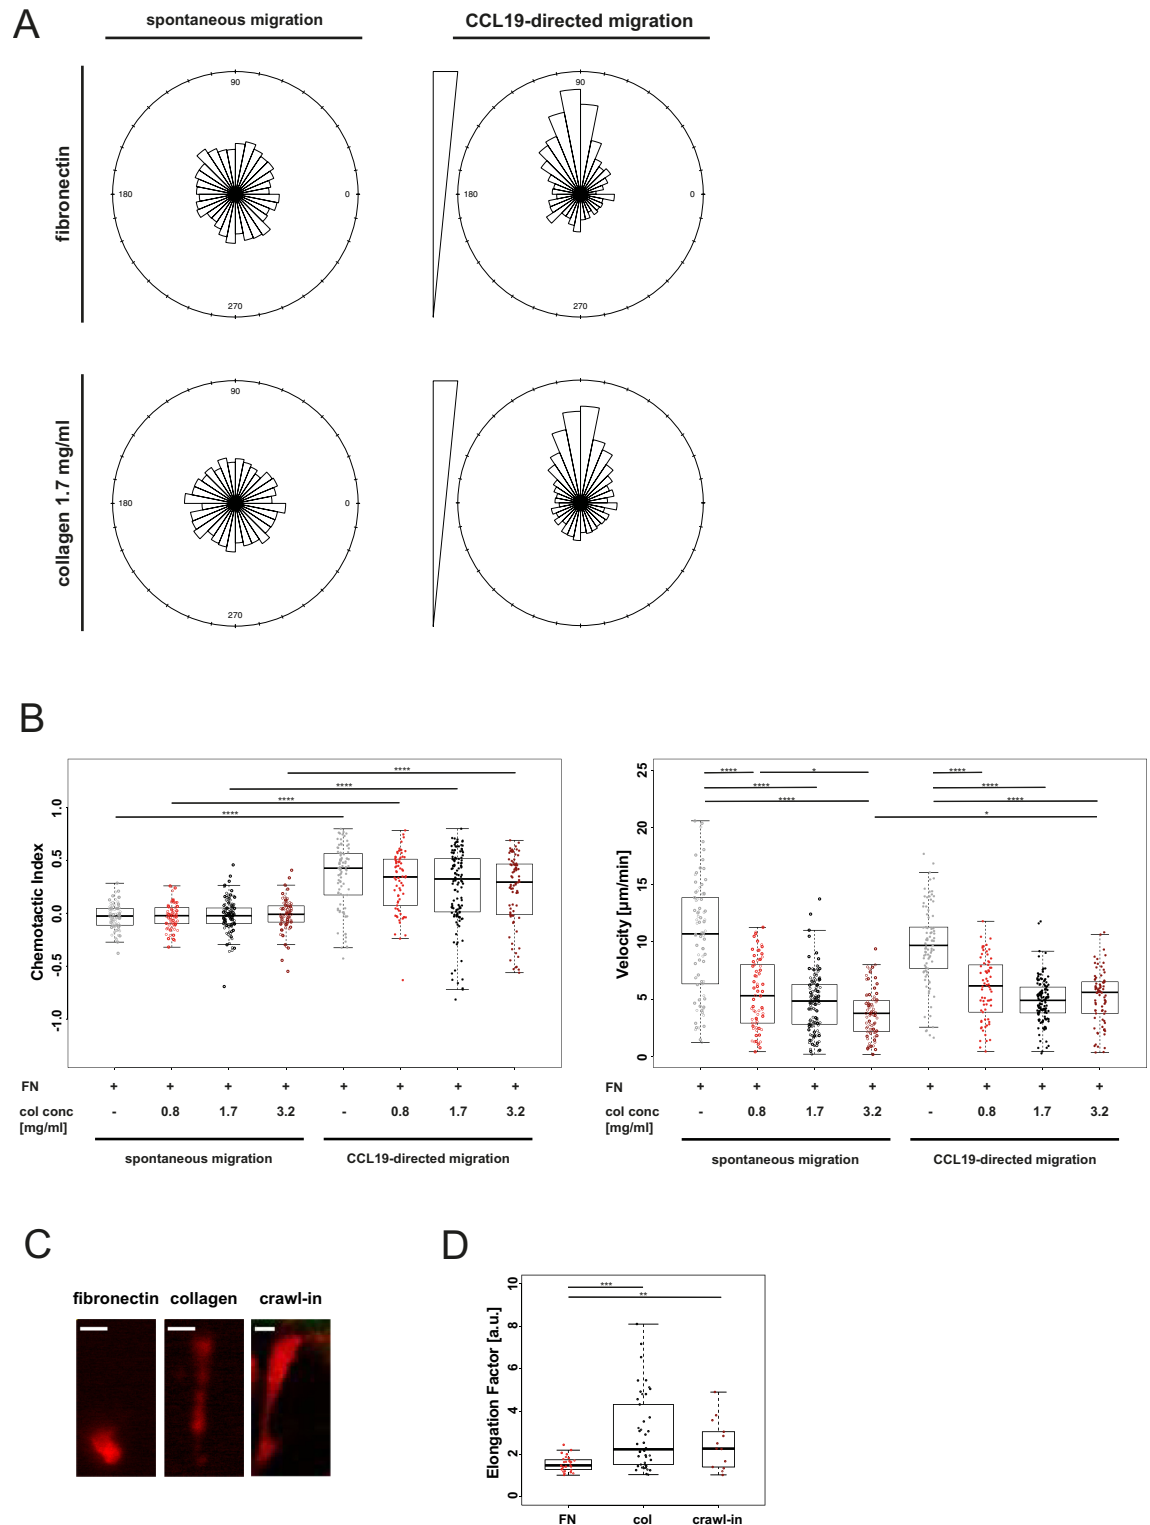 A
spontaneous migration
CCL19-directed migration
fibronectin
90
180
0
270
90
180
0
270
collagen 1.7 mg/ml
90
180
0
270
90
180
0
270
B
Chemotactic Index
1.0
0.5
0.0
-0.5
-1.0
****
****
****
****
FN + + + + + + + +
col conc - 0.8 1.7 3.2 - 0.8 1.7 3.2
[mg/ml]
spontaneous migration
CCL19-directed migration
Velocity [µm/min]
25
20
15
10
5
0
**** * ****
**** ****
**** ****
*
FN + + + + + + + +
col conc - 0.8 1.7 3.2 - 0.8 1.7 3.2
[mg/ml]
spontaneous migration
CCL19-directed migration
C
fibronectin collagen crawl-in
D
Elongation Factor [a.u.]
10
8
6
4
2
0
***
**
FN col crawl-in